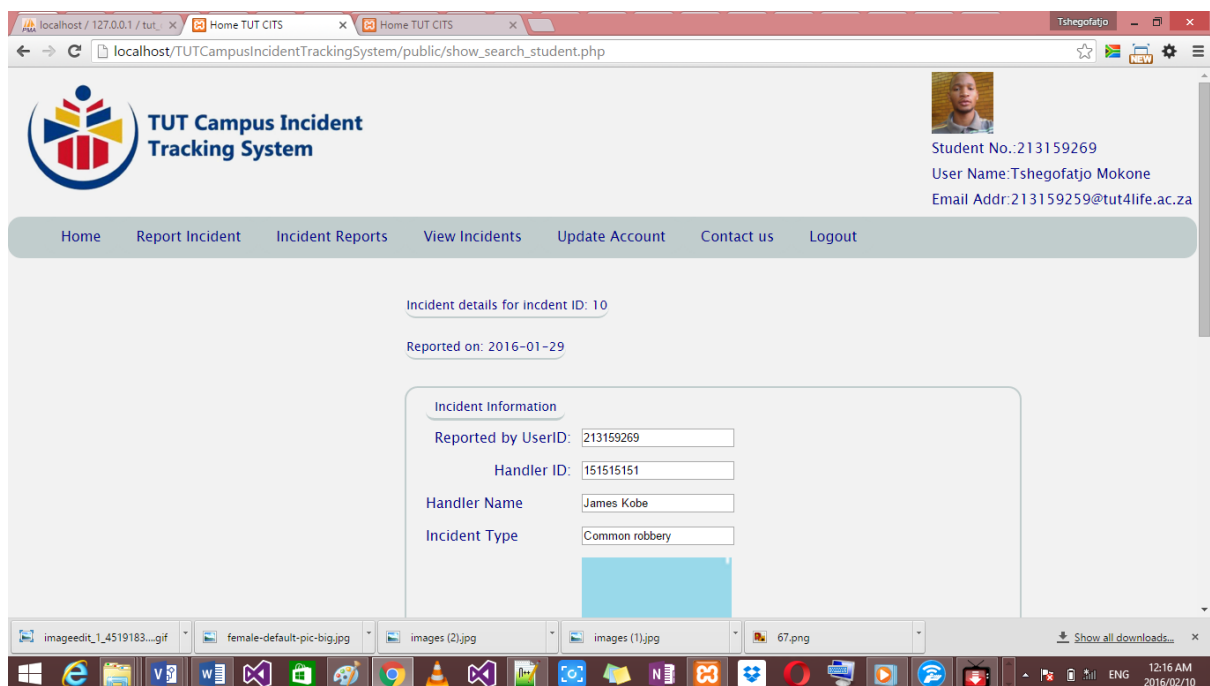 localhost / 127.0.0.1 / tut_
Home TUT CITS
Home TUT CITS
Tshegofatjo
localhost/TUTCampusIncidentTrackingSystem/public/show_search_student.php
NEW
TUT Campus Incident
Tracking System
Student No.:213159269
User Name:Tshegofatjo Mokone
Email Addr:213159259@tut4life.ac.za
Home Report Incident Incident Reports View Incidents Update Account Contact us Logout
Incident details for incdent ID: 10
Reported on: 2016-01-29
Incident Information
Reported by UserID: 213159269
Handler ID: 151515151
Handler Name James Kobe
Incident Type Common robbery
imageedit_1_4519183....gif
female-default-pic-big.jpg
images (2).jpg
images (1).jpg
67.png
Show all downloads...
ENG
12:16 AM
2016/02/10